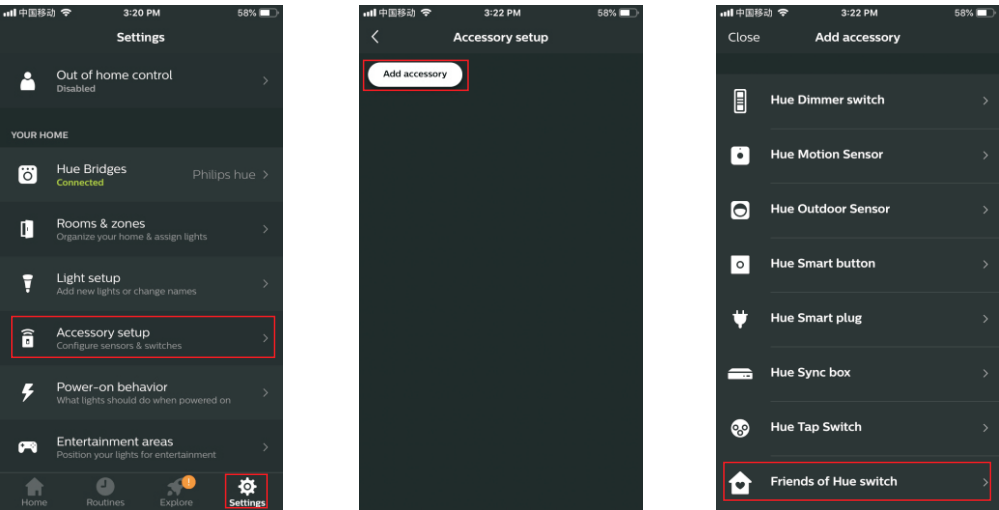 中国移动 3:20 PM 58%
Settings
Out of home control
Disabled
YOUR HOME
Hue Bridges
Connected
Philips hue
Rooms & zones
Organize your home & assign lights
Light setup
Add new lights or change names
Accessory setup
Configure sensors & switches
Power-on behavior
What lights should do when powered on
Entertainment areas
Position your lights for entertainment
Home Routines Explore Settings
中国移动 3:22 PM 58%
Accessory setup
Add accessory
中国移动 3:22 PM 58%
Close Add accessory
Hue Dimmer switch
Hue Motion Sensor
Hue Outdoor Sensor
Hue Smart button
Hue Smart plug
Hue Sync box
Hue Tap Switch
Friends of Hue switch